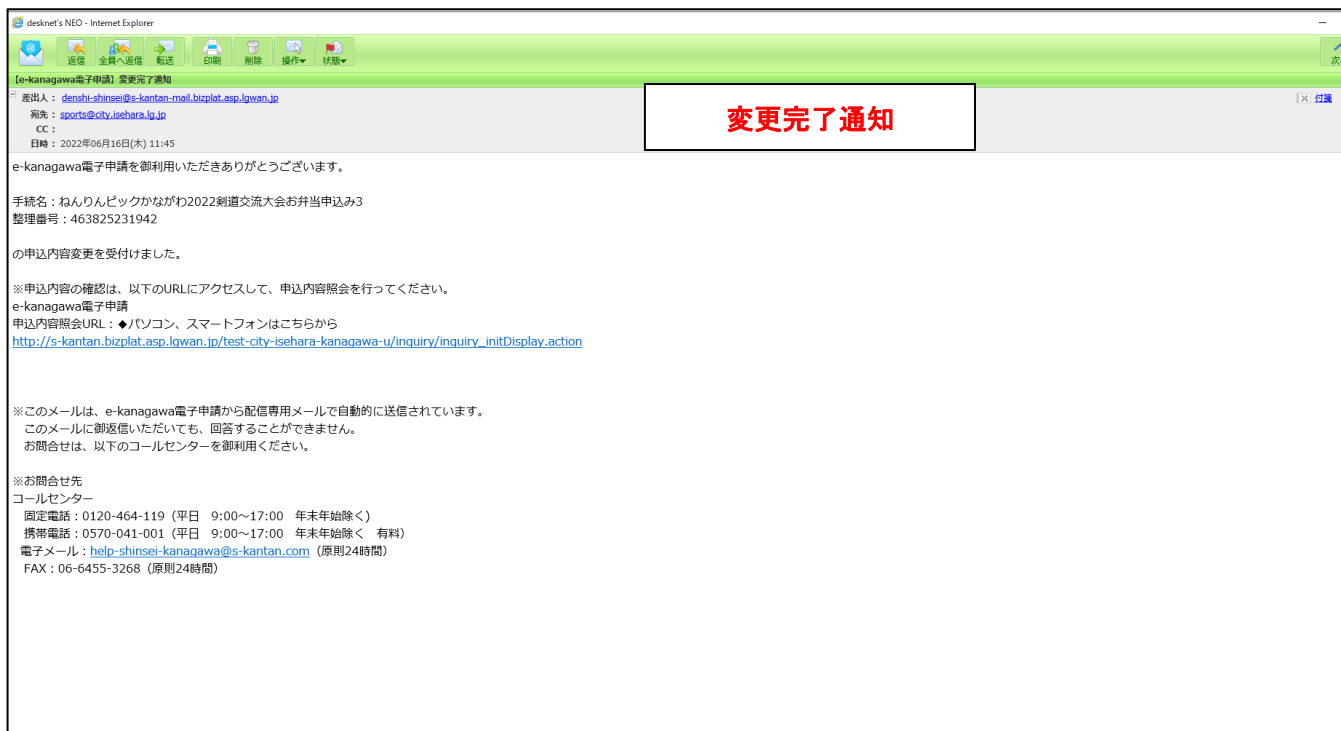 desknet's NEO - Internet Explorer
返信 全員へ返信 転送 印刷 削除 操作▾ 状態▾
【e-kanagawa電子申請】変更完了通知
差出人： denshi-shinsei@s-kantan-mail.bizplat.asp.lgwan.jp
付箋
変更完了通知
宛先： sports@city.isehara.lg.jp
CC：
日時： 2022年06月16日(木) 11:45
e-kanagawa電子申請を御利用いただきありがとうございます。
手続名：ねんりんピックかながわ2022剣道交流大会お弁当申込み3
整理番号：463825231942
の申込内容変更を受付けました。
※申込内容の確認は、以下のURLにアクセスして、申込内容照会を行ってください。
e-kanagawa電子申請
申込内容照会URL：◆パソコン、スマートフォンはこちらから
http://s-kantan.bizplat.asp.lgwan.jp/test-city-isehara-kanagawa-u/inquiry/inquiry_initDisplay.action
※このメールは、e-kanagawa電子申請から配信専用メールで自動的に送信されています。
このメールに御返信いただいても、回答することができません。
お問合せは、以下のコールセンターを御利用ください。
※お問合せ先
コールセンター
固定電話：0120-464-119（平日　9:00～17:00　年末年始除く）
携帯電話：0570-041-001（平日　9:00～17:00　年末年始除く　有料）
電子メール：help-shinsei-kanagawa@s-kantan.com（原則24時間）
FAX：06-6455-3268（原則24時間）